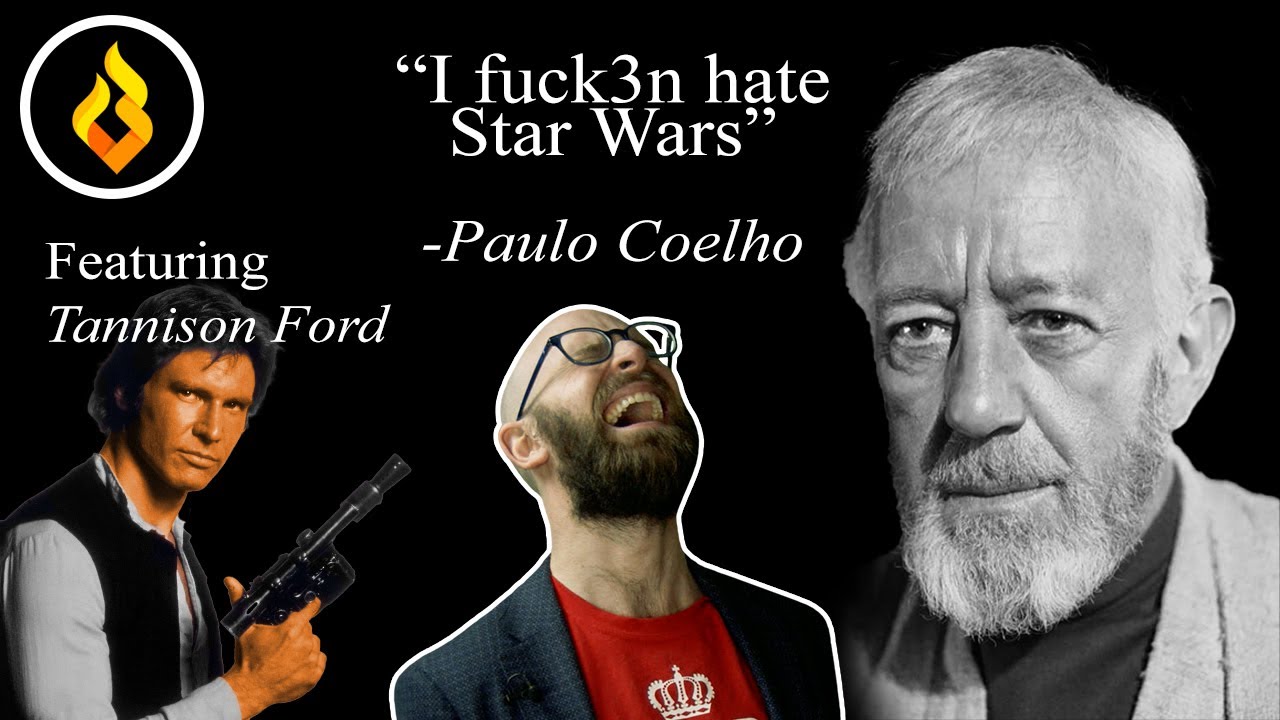 “I fuck3n hate
Star Wars”
-Paulo Coelho
Featuring
Tannison Ford